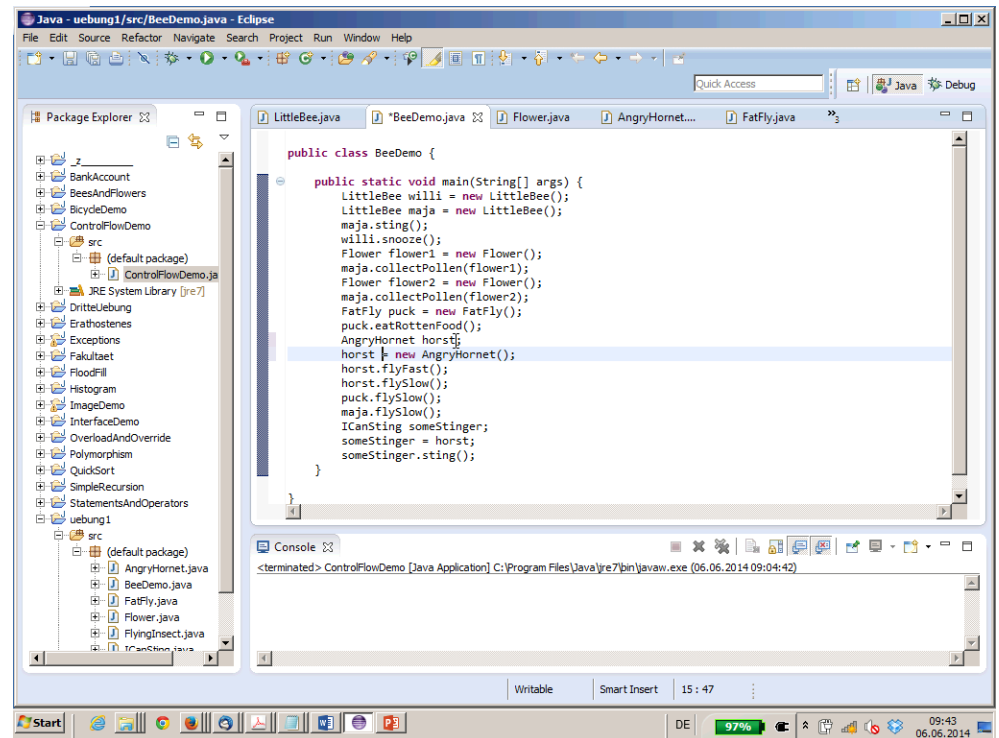 Java - uebung1/src/BeeDemo.java - Eclipse
File Edit Source Refactor Navigate Search Project Run Window Help
Quick Access
Java
Debug
Package Explorer
_z_________
BankAccount
BeesAndFlowers
BicycleDemo
ControlFlowDemo
src
(default package)
ControlFlowDemo.ja
JRE System Library [jre7]
DritteUebung
Erathostenes
Exceptions
Fakultaet
FloodFill
Histogram
ImageDemo
InterfaceDemo
OverloadAndOverride
Polymorphism
QuickSort
SimpleRecursion
StatementsAndOperators
uebung1
src
(default package)
AngryHornet.java
BeeDemo.java
FatFly.java
Flower.java
FlyingInsect.java
ICanSting.java
LittleBee.java *BeeDemo.java Flower.java AngryHornet.... FatFly.java »3
public class BeeDemo {
public static void main(String[] args) {
LittleBee willi = new LittleBee();
LittleBee maja = new LittleBee();
maja.sting();
willi.snooze();
Flower flower1 = new Flower();
maja.collectPollen(flower1);
Flower flower2 = new Flower();
maja.collectPollen(flower2);
FatFly puck = new FatFly();
puck.eatRottenFood();
AngryHornet horst;
horst = new AngryHornet();
horst.flyFast();
horst.flySlow();
puck.flySlow();
maja.flySlow();
ICanSting someStinger;
someStinger = horst;
someStinger.sting();
}
}
Console
<terminated> ControlFlowDemo [Java Application] C:\Program Files\Java\jre7\bin\javaw.exe (06.06.2014 09:04:42)
Writable Smart Insert 15 : 47
Start
DE 97% 09:43
06.06.2014